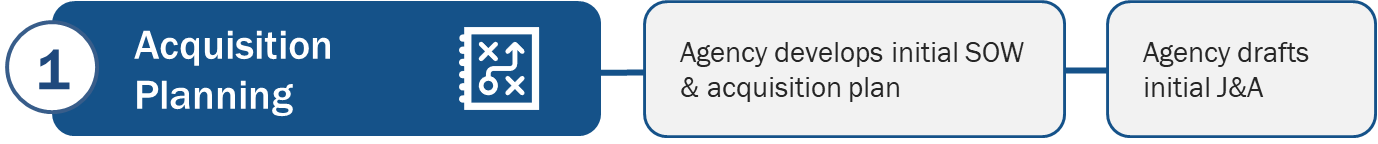 1
Acquisition
Planning
Agency develops initial SOW
& acquisition plan
Agency drafts
initial J&A